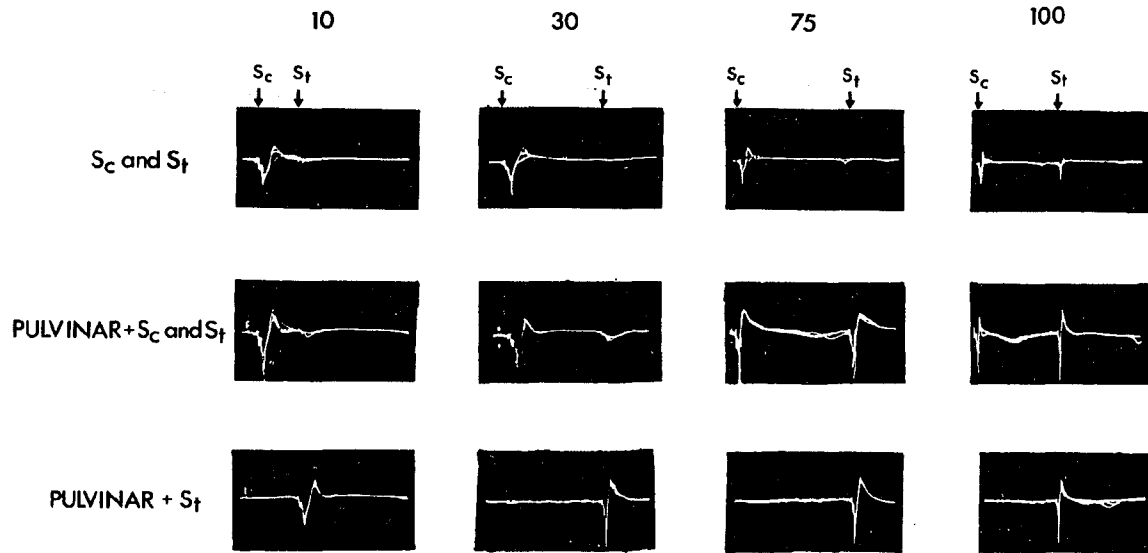 10 30 75 100
Sc St Sc St Sc St Sc St
Sc and St
PULVINAR+Sc and St
PULVINAR + St